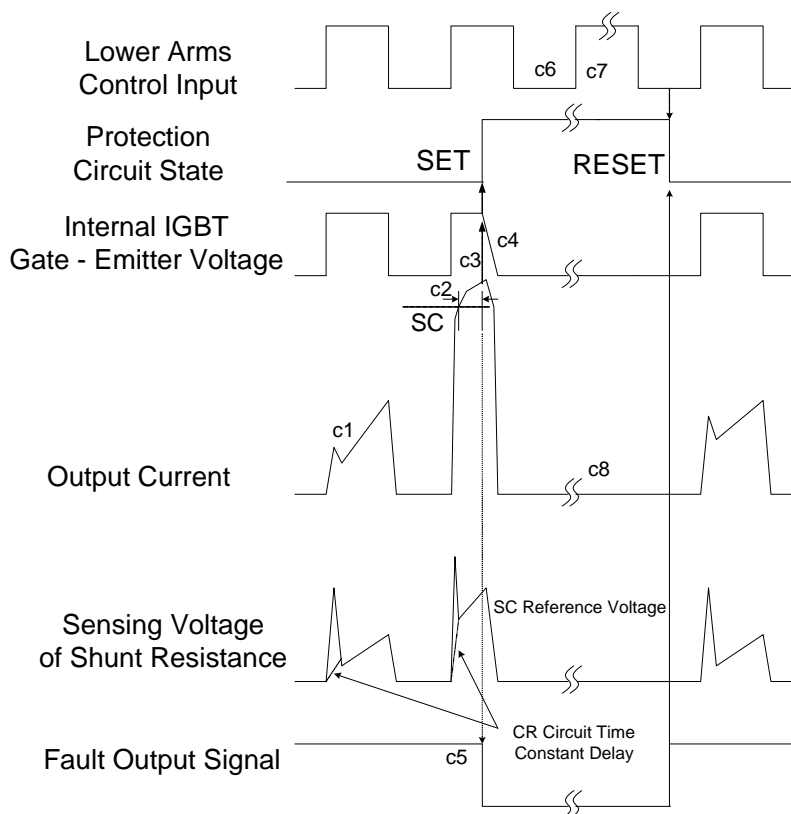 Lower Arms
Control Input
c6
c7
Protection
Circuit State
SET
RESET
Internal IGBT
Gate - Emitter Voltage
c4
c3
c2
SC
c1
Output Current
c8
SC Reference Voltage
Sensing Voltage
of Shunt Resistance
CR Circuit Time
Constant Delay
Fault Output Signal
c5